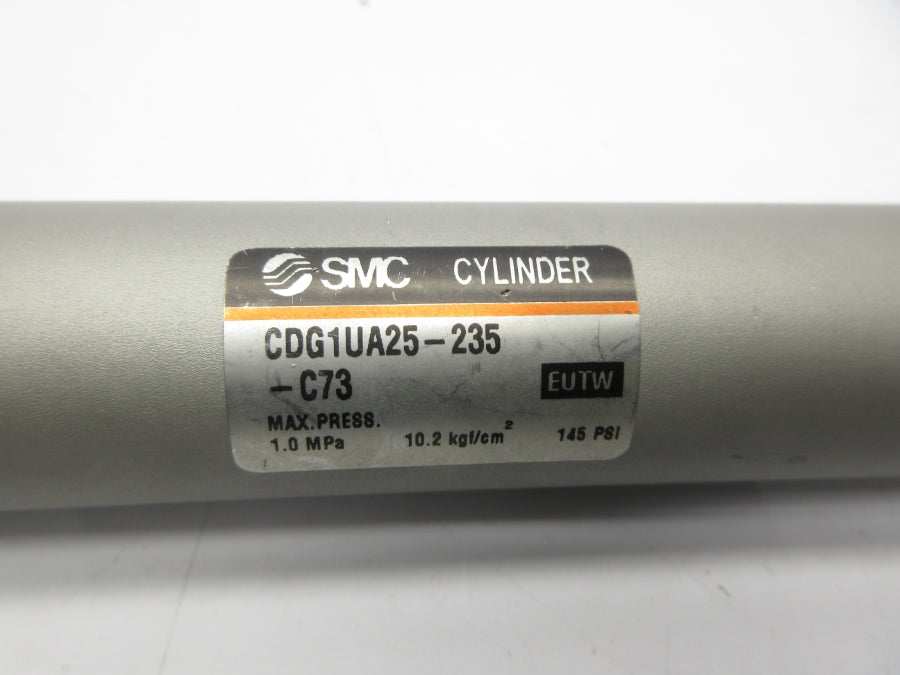 SMC CYLINDER
CDG1UA25-235
-C73
EUTW
MAX.PRESS.
1.0 MPa 10.2 kgf/cm² 145 PSI